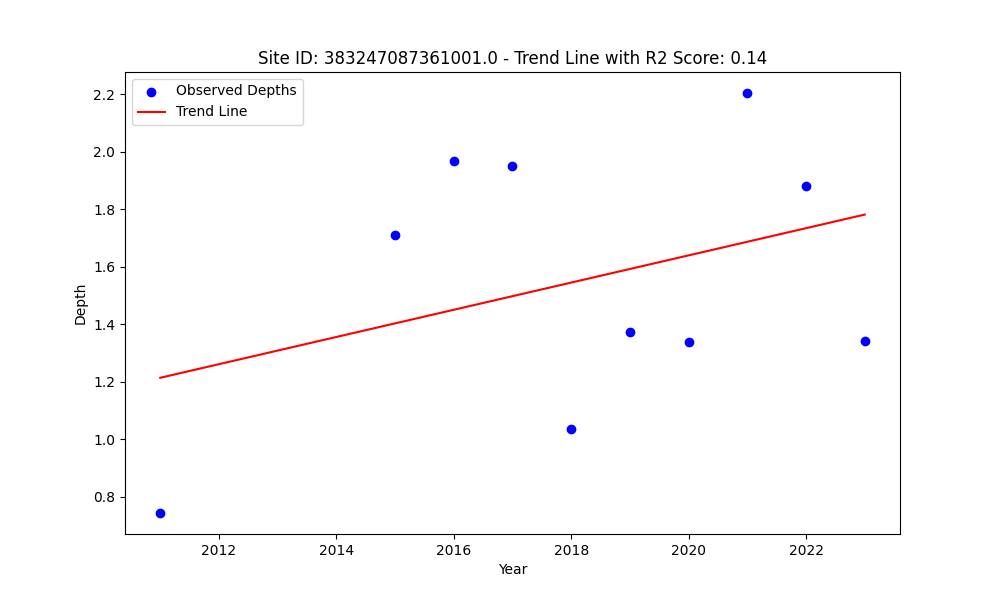 Site ID: 383247087361001.0 - Trend Line with R2 Score: 0.14
Observed Depths
Trend Line
2.2
2.0
1.8
1.6
1.4
1.2
1.0
0.8
Depth
2012
2014
2016
2018
2020
2022
Year